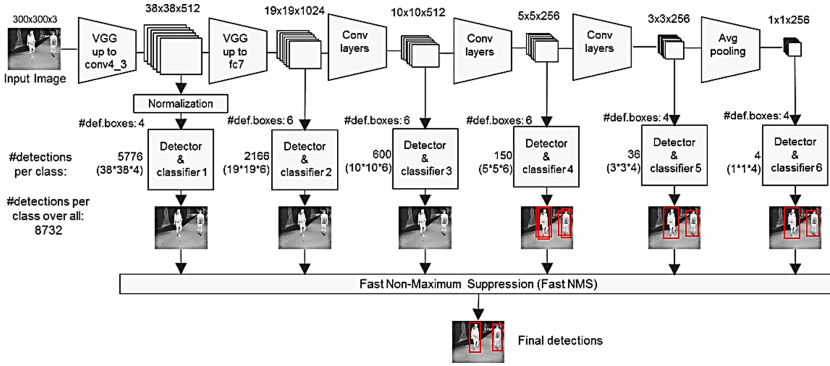 300x300x3
Input Image
VGG
up to
conv4_3
38x38x512
VGG
up to
fc7
19x19x1024
Conv
layers
10x10x512
Conv
layers
5x5x256
Conv
layers
3x3x256
Avg
pooling
1x1x256
Normalization
#def.boxes: 4
#def.boxes: 6
#def.boxes: 6
#def.boxes: 6
#def.boxes: 4
#def.boxes: 4
#detections
per class:
5776
(38*38*4)
Detector
&
classifier 1
2166
(19*19*6)
Detector
&
classifier 2
600
(10*10*6)
Detector
&
classifier 3
150
(5*5*6)
Detector
&
classifier 4
36
(3*3*4)
Detector
&
classifier 5
4
(1*1*4)
Detector
&
classifier 6
#detections per
class over all:
8732
Fast Non-Maximum Suppression (Fast NMS)
Final detections